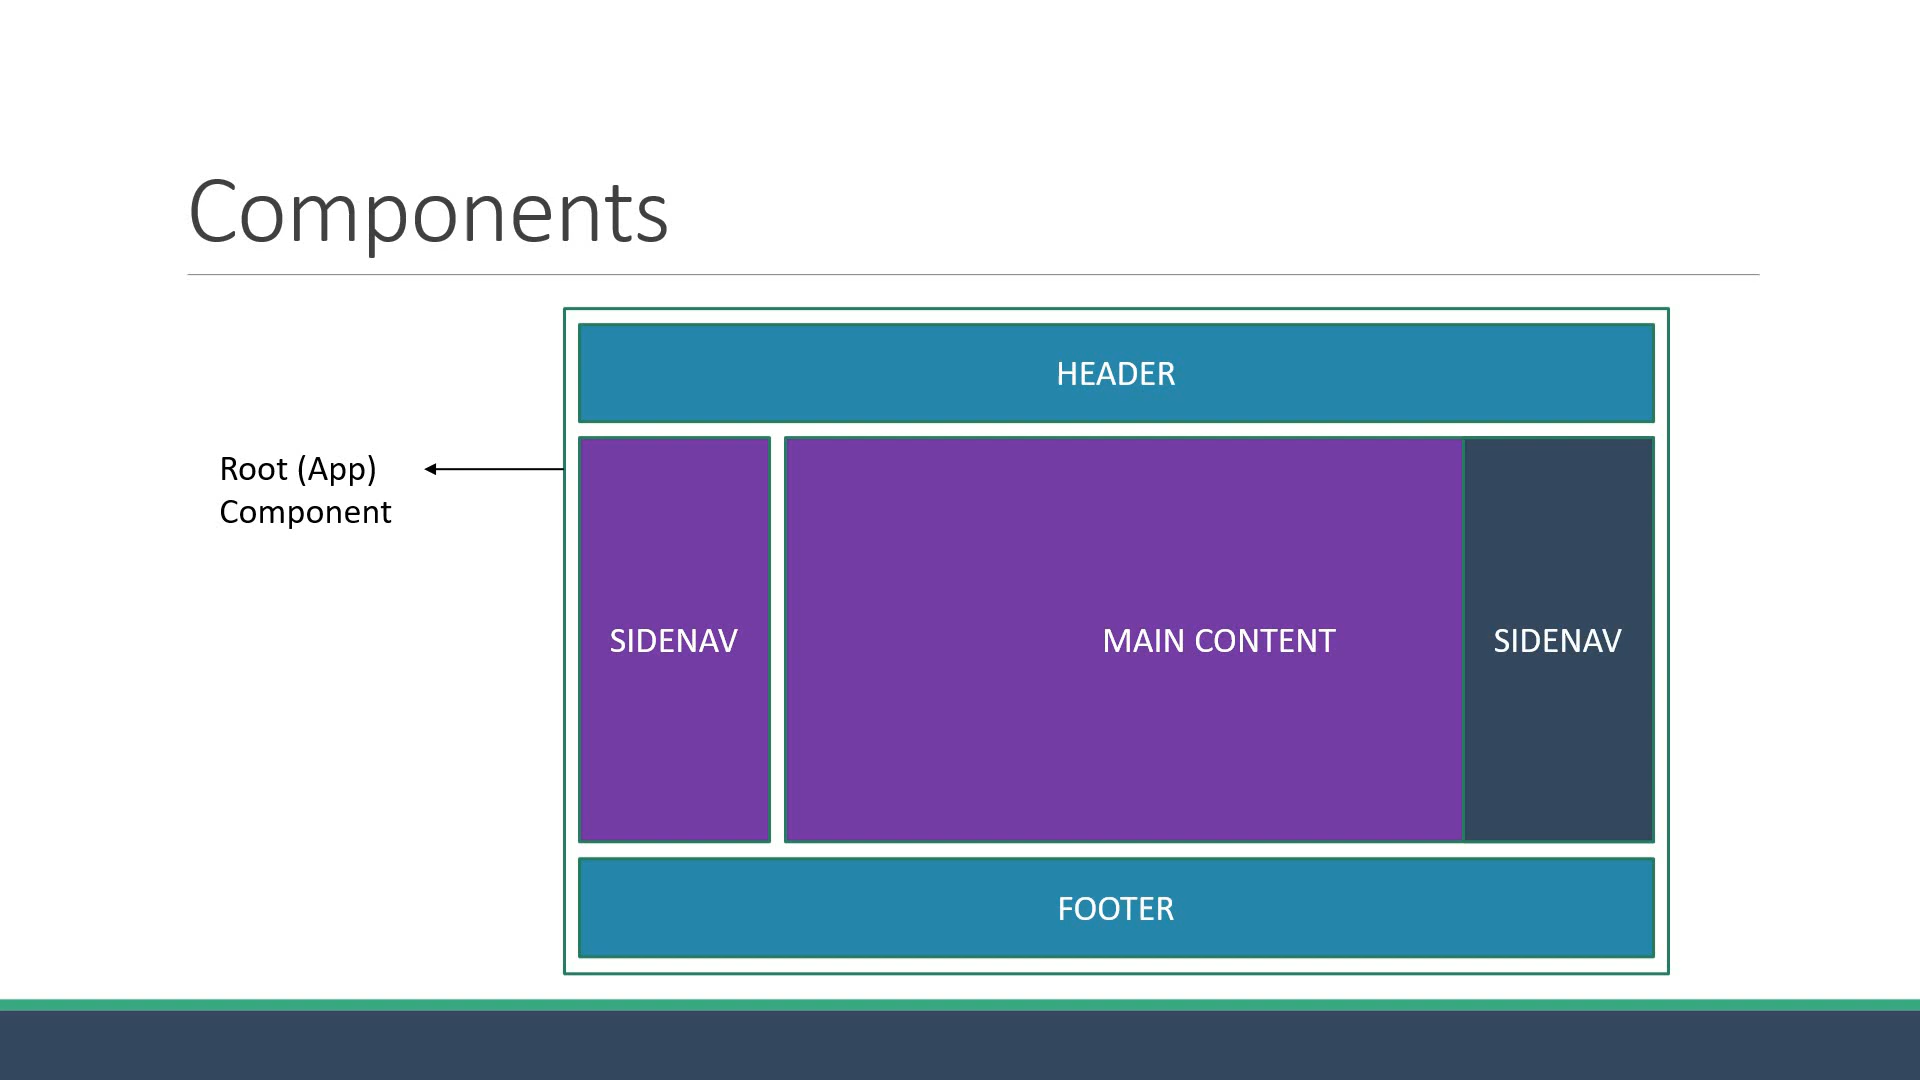 Components
HEADER
Root (App)
Component
SIDENAV
MAIN CONTENT
SIDENAV
FOOTER